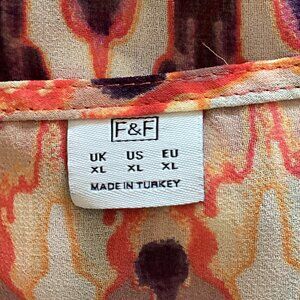 F&F
UK US EU
XL XL XL
MADE IN TURKEY